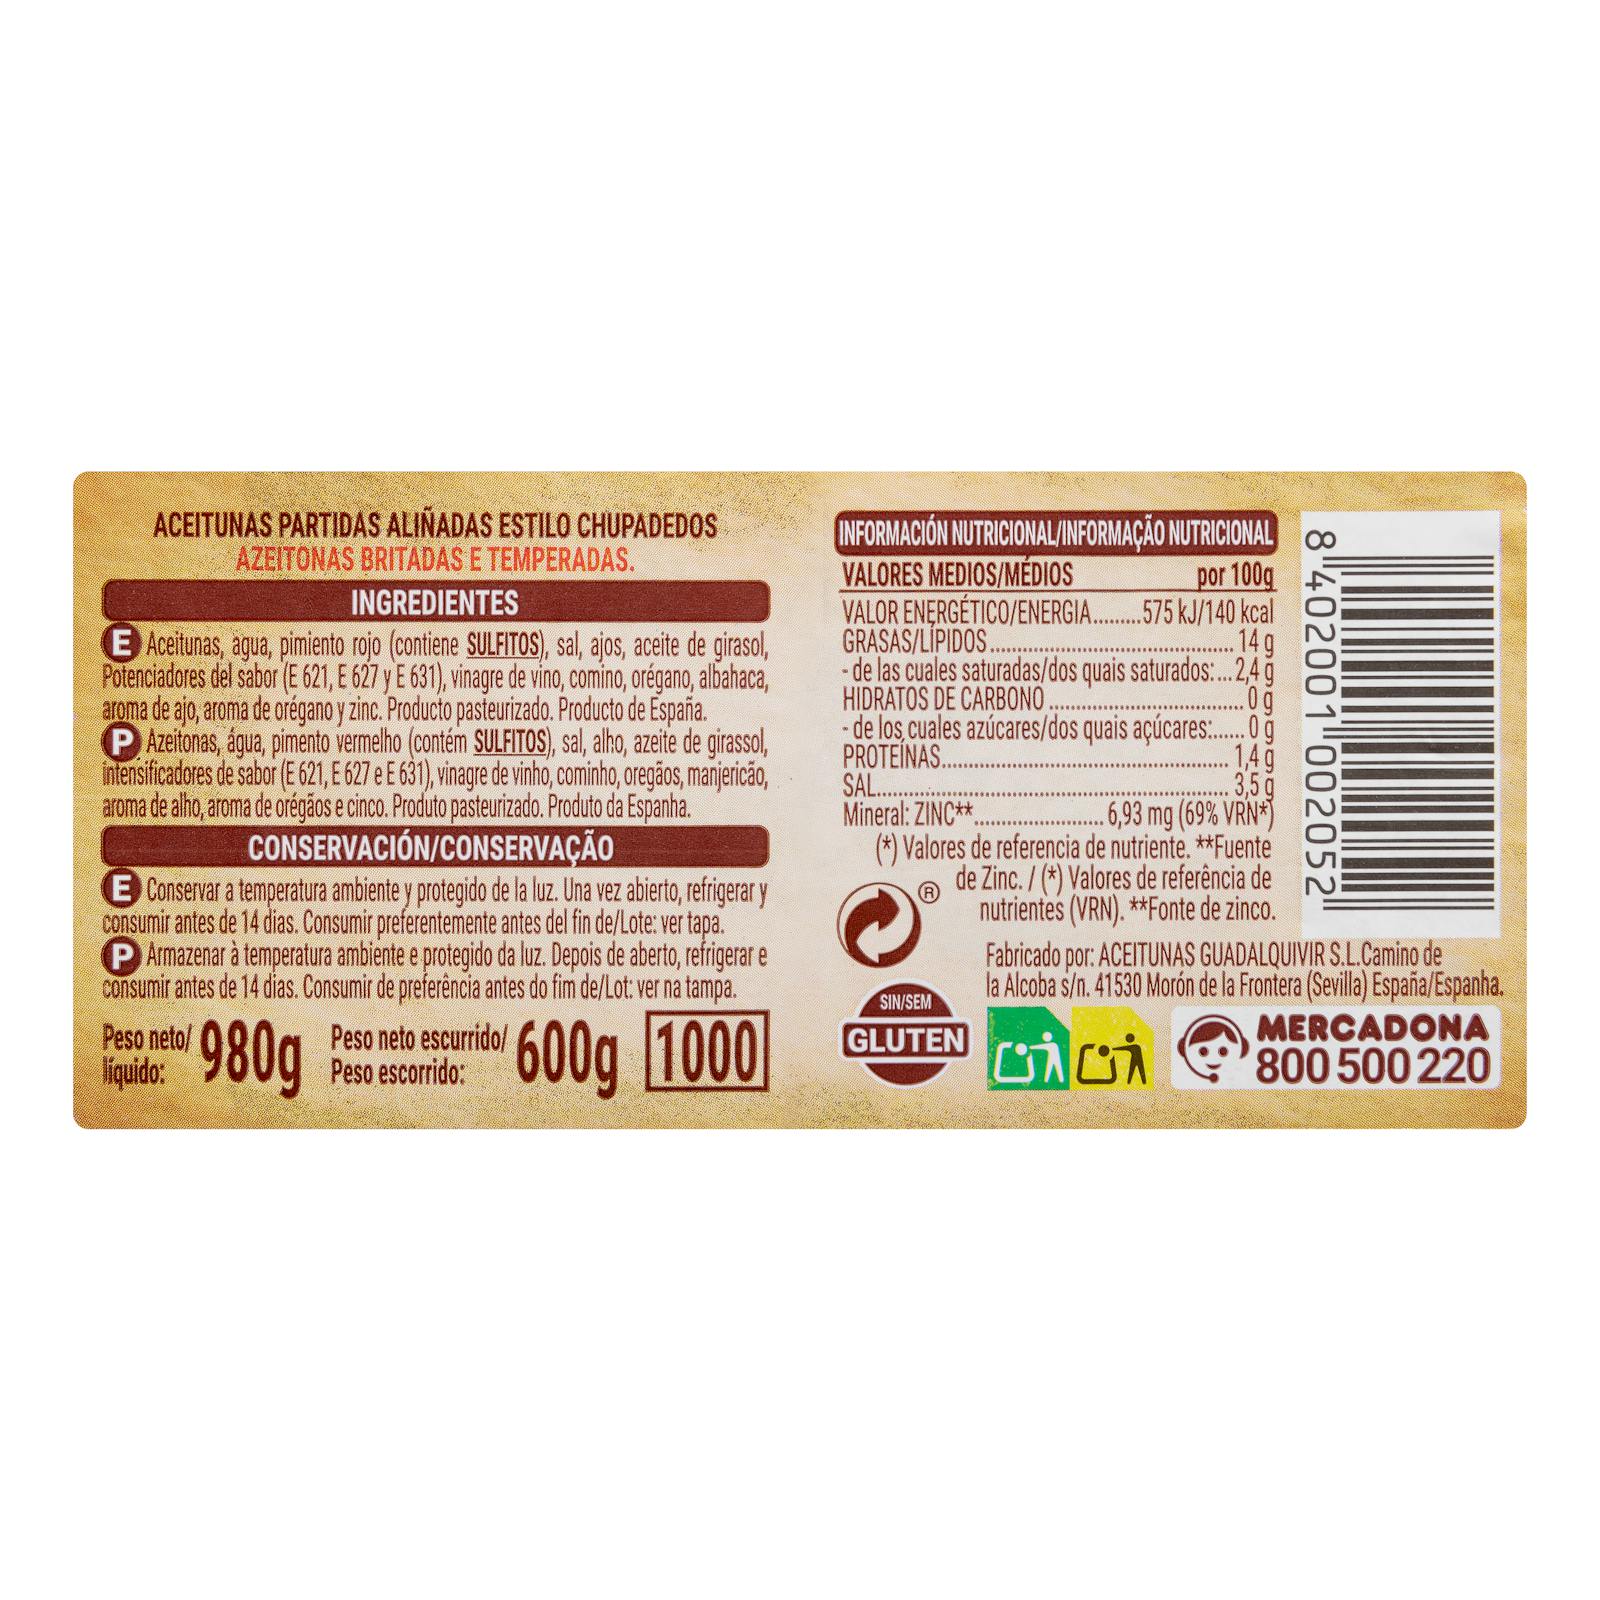 ACEITUNAS PARTIDAS ALIÑADAS ESTILO CHUPADEDOS
AZEITONAS BRITADAS E TEMPERADAS.
INGREDIENTES
E Aceitunas, agua, pimiento rojo (contiene SULFITOS), sal, ajos, aceite de girasol,
Potenciadores del sabor (E 621, E 627 y E 631), vinagre de vino, comino, orégano, albahaca,
aroma de ajo, aroma de orégano y zinc. Producto pasteurizado. Producto de España.
P Azeitonas, água, pimento vermelho (contém SULFITOS), sal, alho, azeite de girassol,
intensificadores de sabor (E 621, E 627 e E 631), vinagre de vinho, cominho, oregãos, manjericão,
aroma de alho, aroma de orégãos e cinco. Produto pasteurizado. Produto da Espanha.
CONSERVACIÓN/CONSERVAÇÃO
E Conservar a temperatura ambiente y protegido de la luz. Una vez abierto, refrigerar y
consumir antes de 14 dias. Consumir preferentemente antes del fin de/Lote: ver tapa.
P Armazenar à temperatura ambiente e protegido da luz. Depois de aberto, refrigerar e
consumir antes de 14 dias. Consumir de preferência antes do fim de/Lot: ver na tampa.
Peso neto/
líquido: 980g
Peso neto escurrido/
Peso escorrido: 600g
1000
INFORMACIÓN NUTRICIONAL/INFORMAÇÃO NUTRICIONAL
VALORES MEDIOS/MÉDIOS por 100g
VALOR ENERGÉTICO/ENERGIA.........575 kJ/140 kcal
GRASAS/LÍPIDOS.............................. 14 g
- de las cuales saturadas/dos quais saturados:...2,4 g
HIDRATOS DE CARBONO ........................ 0 g
- de los cuales azúcares/dos quais açúcares:...... 0 g
PROTEÍNAS.................................... 1,4 g
SAL........................................... 3,5 g
Mineral: ZINC**...................... 6,93 mg (69% VRN*)
(*) Valores de referencia de nutriente. **Fuente
de Zinc. / (*) Valores de referência de
nutrientes (VRN). **Fonte de zinco.
®
SIN/SEM
GLUTEN
Fabricado por: ACEITUNAS GUADALQUIVIR S.L.Camino de
la Alcoba s/n. 41530 Morón de la Frontera (Sevilla) España/Espanha.
MERCADONA
800 500 220
8 402001 002052